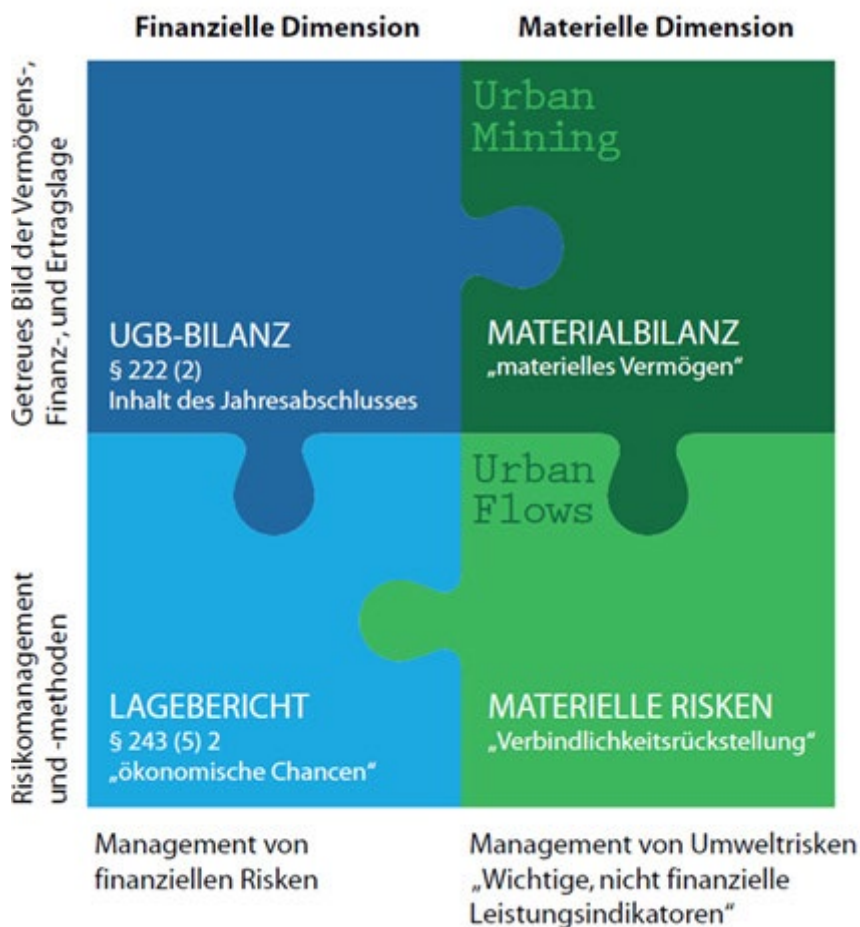 Finanzielle Dimension
Materielle Dimension
Getreues Bild der Vermögens-,
Finanz-, und Ertragslage
Urban
Mining
UGB-BILANZ
§ 222 (2)
Inhalt des Jahresabschlusses
MATERIALBILANZ
„materielles Vermögen“
Risikomanagement
und -methoden
Urban
Flows
LAGEBERICHT
§ 243 (5) 2
„ökonomische Chancen“
MATERIELLE RISKEN
„Verbindlichkeitsrückstellung“
Management von
finanziellen Risken
Management von Umweltrisken
„Wichtige, nicht finanzielle
Leistungsindikatoren“